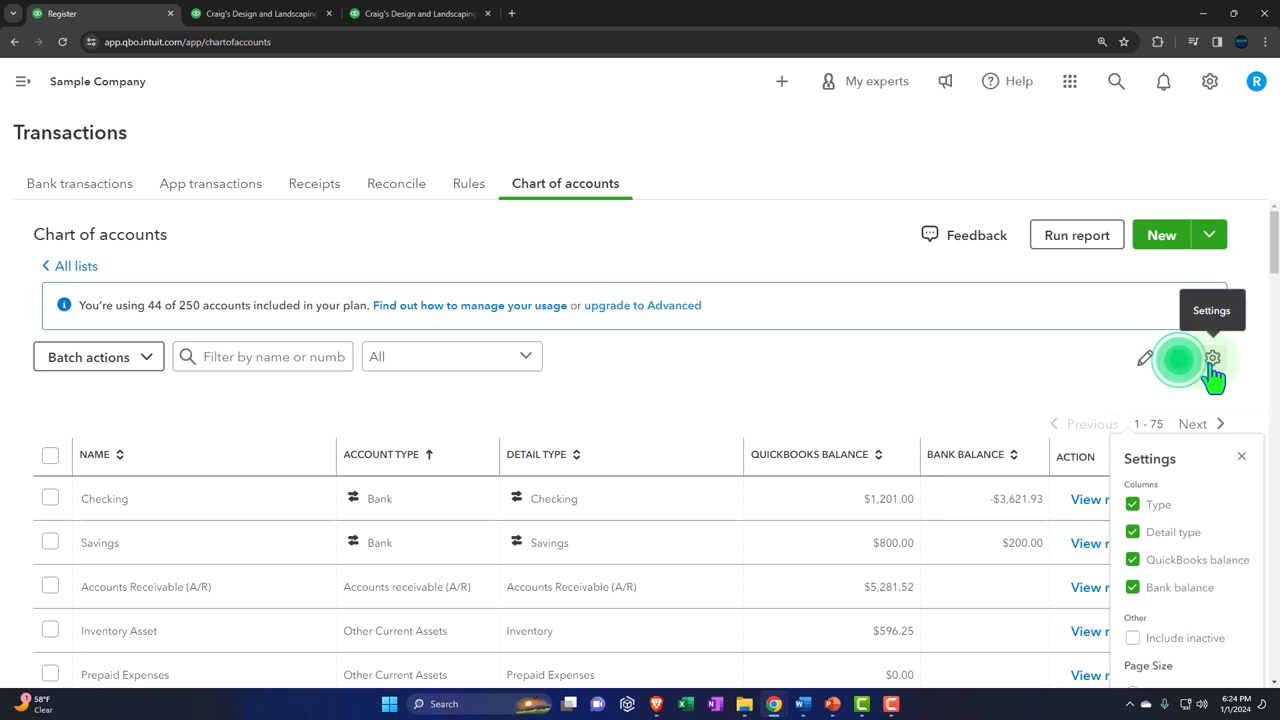 Register
Craig's Design and Landscaping
Craig's Design and Landscaping
app.qbo.intuit.com/app/chartofaccounts
Sample Company
My experts
Help
R
Transactions
Bank transactions
App transactions
Receipts
Reconcile
Rules
Chart of accounts
Chart of accounts
Feedback
Run report
New
All lists
You're using 44 of 250 accounts included in your plan. Find out how to manage your usage or upgrade to Advanced
Settings
Batch actions
Filter by name or numb
All
Previous 1 - 75 Next
NAME ACCOUNT TYPE DETAIL TYPE QUICKBOOKS BALANCE BANK BALANCE ACTION
Checking Bank Checking $1,201.00 -$3,621.93 View r
Savings Bank Savings $800.00 $200.00 View r
Accounts Receivable (A/R) Accounts receivable (A/R) Accounts Receivable (A/R) $5,281.52 View r
Inventory Asset Other Current Assets Inventory $596.25 View r
Prepaid Expenses Other Current Assets Prepaid Expenses $0.00 View r
Settings
Columns
Type
Detail type
QuickBooks balance
Bank balance
Other
Include inactive
Page Size
1
58°F
Clear
Search
6:24 PM
1/1/2024